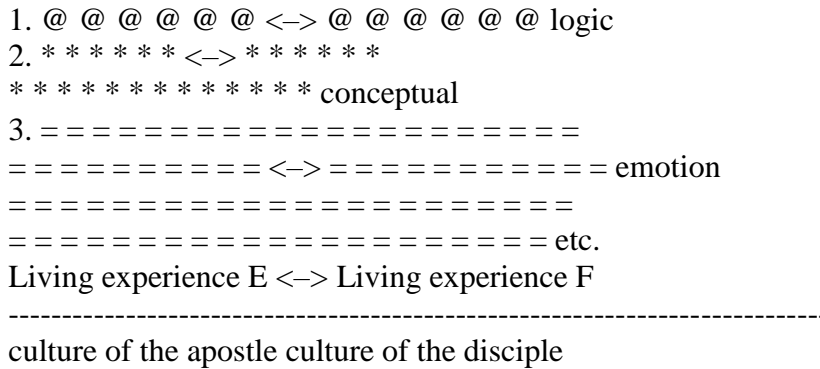 1. @ @ @ @ @ @ <–> @ @ @ @ @ @ logic
2. * * * * * * <–> * * * * * *
* * * * * * * * * * * * * conceptual
3. = = = = = = = = = = = = = = = = = = = = =
= = = = = = = = = = <–> = = = = = = = = = = = emotion
= = = = = = = = = = = = = = = = = = = = = =
= = = = = = = = = = = = = = = = = = = = = etc.
Living experience E <–> Living experience F
--------------------------------------------------------------------------------
culture of the apostle culture of the disciple